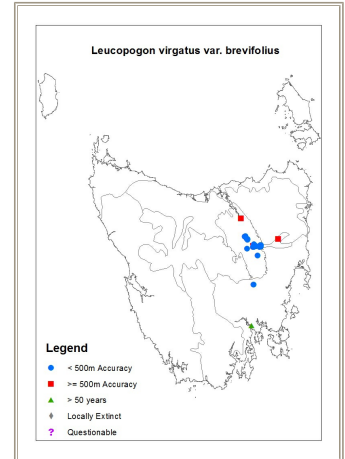 Leucopogon virgatus var. brevifolius
Legend
< 500m Accuracy
>= 500m Accuracy
> 50 years
Locally Extinct
? Questionable